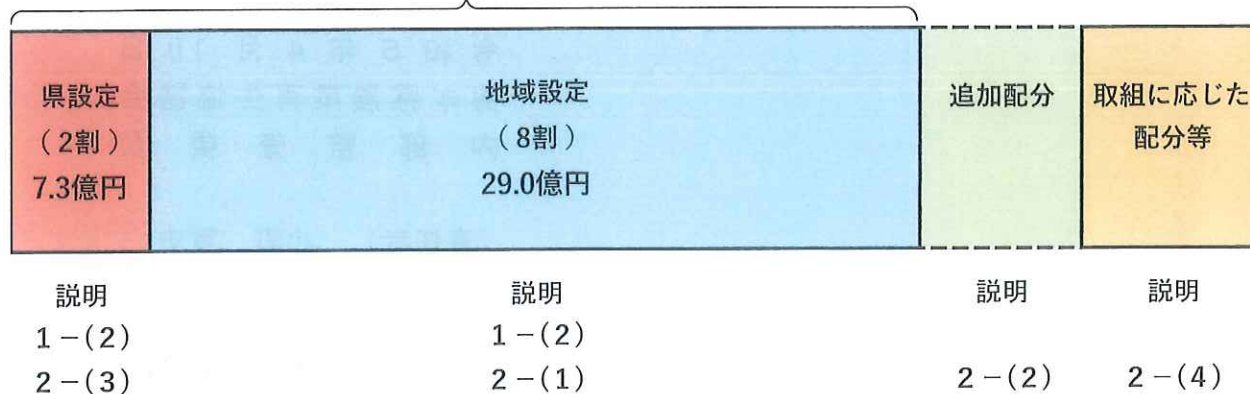 県設定
(2割)
7.3億円
地域設定
(8割)
29.0億円
追加配分
取組に応じた
配分等
説明
1-(2)
2-(3)
説明
1-(2)
2-(1)
説明
2-(2)
説明
2-(4)